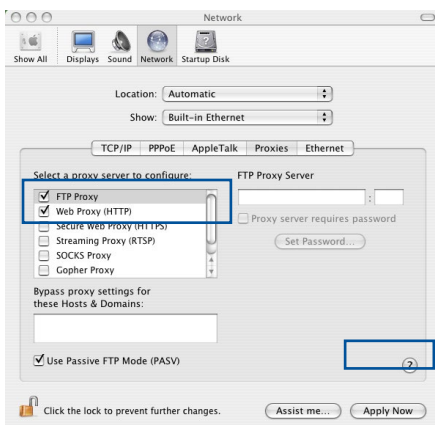 Network
Show All Displays Sound Network Startup Disk
Location: Automatic
Show: Built-in Ethernet
TCP/IP PPPoE AppleTalk Proxies Ethernet
Select a proxy server to configure: FTP Proxy Server
FTP Proxy
:
Web Proxy (HTTP)
Proxy server requires password
Secure Web Proxy (HTTPS)
Streaming Proxy (RTSP)
Set Password...
SOCKS Proxy
Gopher Proxy
Bypass proxy settings for
these Hosts & Domains:
Use Passive FTP Mode (PASV)
?
Click the lock to prevent further changes. Assist me... Apply Now